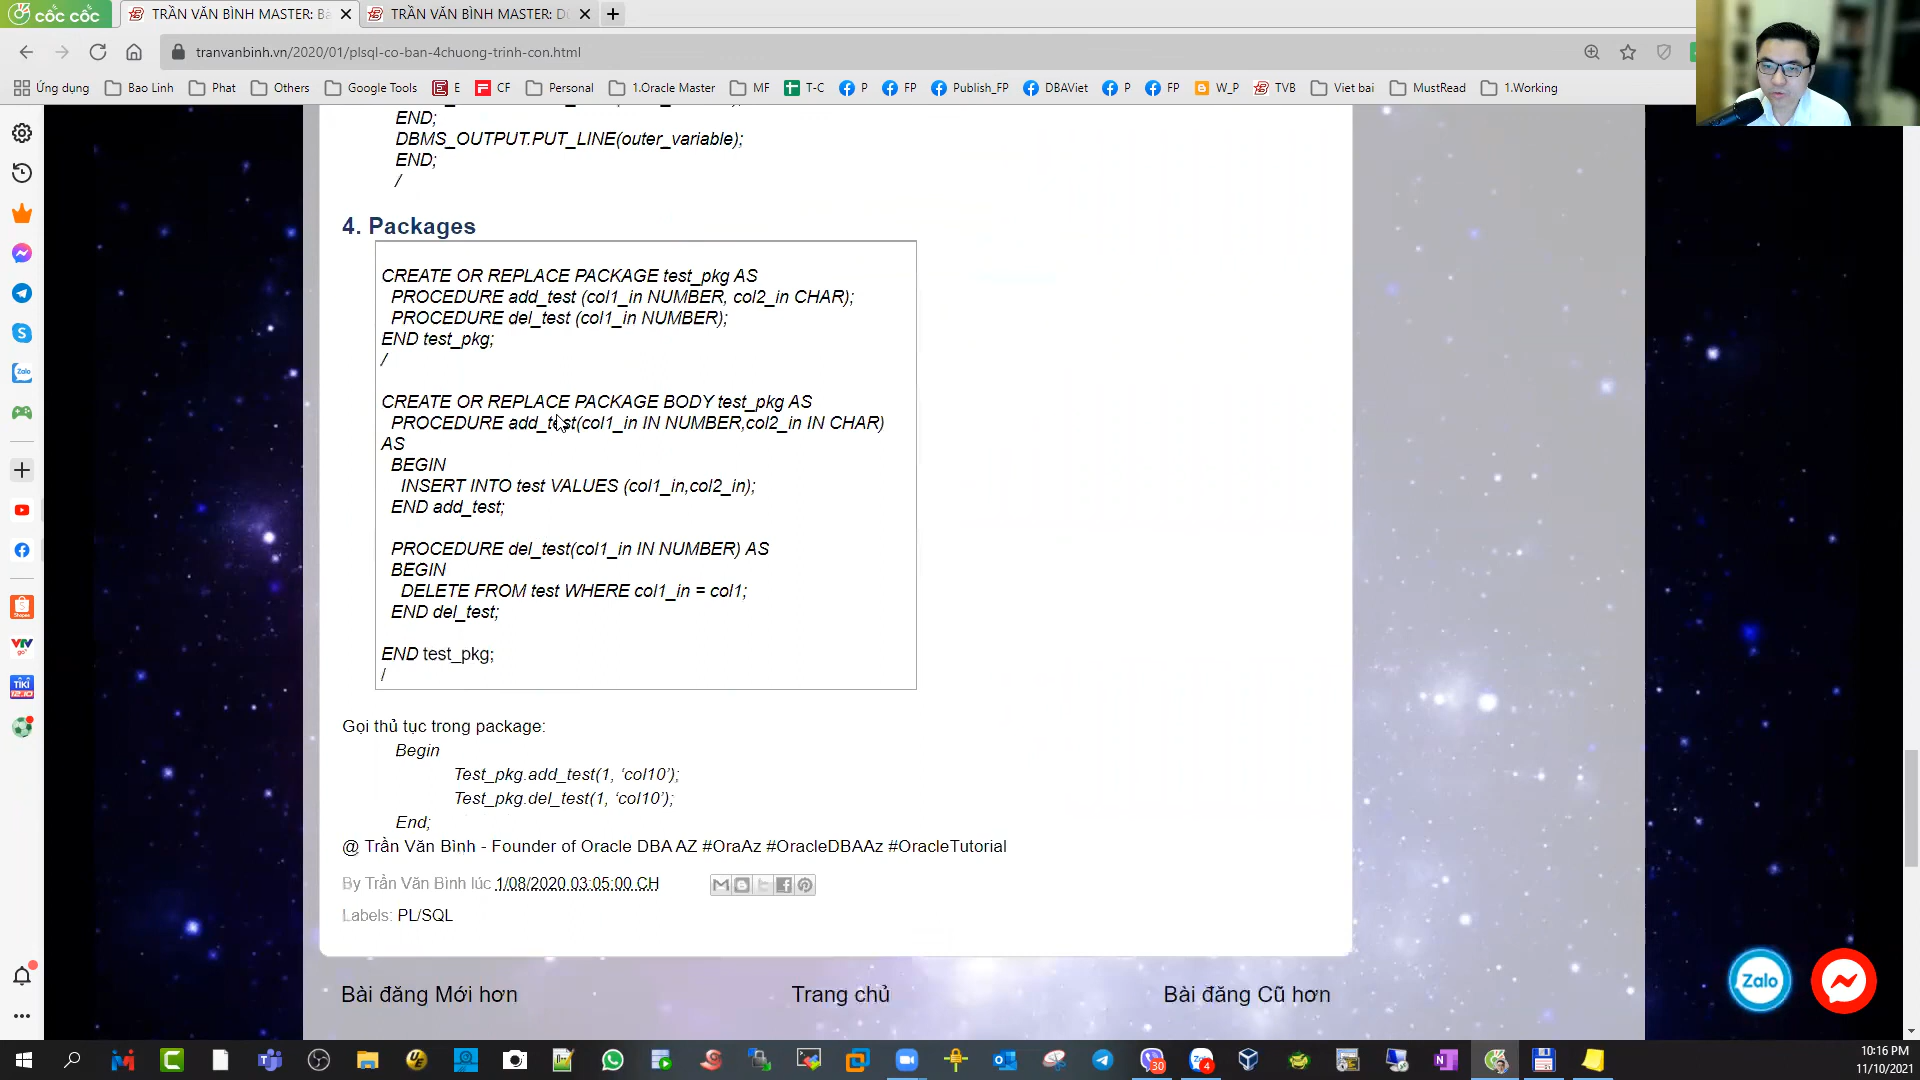 cốc cốc
TRẦN VĂN BÌNH MASTER: Bà
TRẦN VĂN BÌNH MASTER: Dữ
tranvanbinh.vn/2020/01/plsql-co-ban-4chuong-trinh-con.html
Ứng dụng
Bao Linh
Phat
Others
Google Tools
E
CF
Personal
1.Oracle Master
MF
T-C
P
FP
Publish_FP
DBAViet
P
FP
W_P
TVB
Viet bai
MustRead
1.Working
END;
DBMS_OUTPUT.PUT_LINE(outer_variable);
END;
/
4. Packages
CREATE OR REPLACE PACKAGE test_pkg AS
PROCEDURE add_test (col1_in NUMBER, col2_in CHAR);
PROCEDURE del_test (col1_in NUMBER);
END test_pkg;
/
CREATE OR REPLACE PACKAGE BODY test_pkg AS
PROCEDURE add_test(col1_in IN NUMBER,col2_in IN CHAR)
AS
BEGIN
INSERT INTO test VALUES (col1_in,col2_in);
END add_test;
PROCEDURE del_test(col1_in IN NUMBER) AS
BEGIN
DELETE FROM test WHERE col1_in = col1;
END del_test;
END test_pkg;
/
Gọi thủ tục trong package:
Begin
Test_pkg.add_test(1, ‘col10’);
Test_pkg.del_test(1, ‘col10’);
End;
@ Trần Văn Bình - Founder of Oracle DBA AZ #OraAz #OracleDBAAz #OracleTutorial
By Trần Văn Bình lúc 1/08/2020 03:05:00 CH
Labels: PL/SQL
Bài đăng Mới hơn
Trang chủ
Bài đăng Cũ hơn
Zalo
10:16 PM
11/10/2021